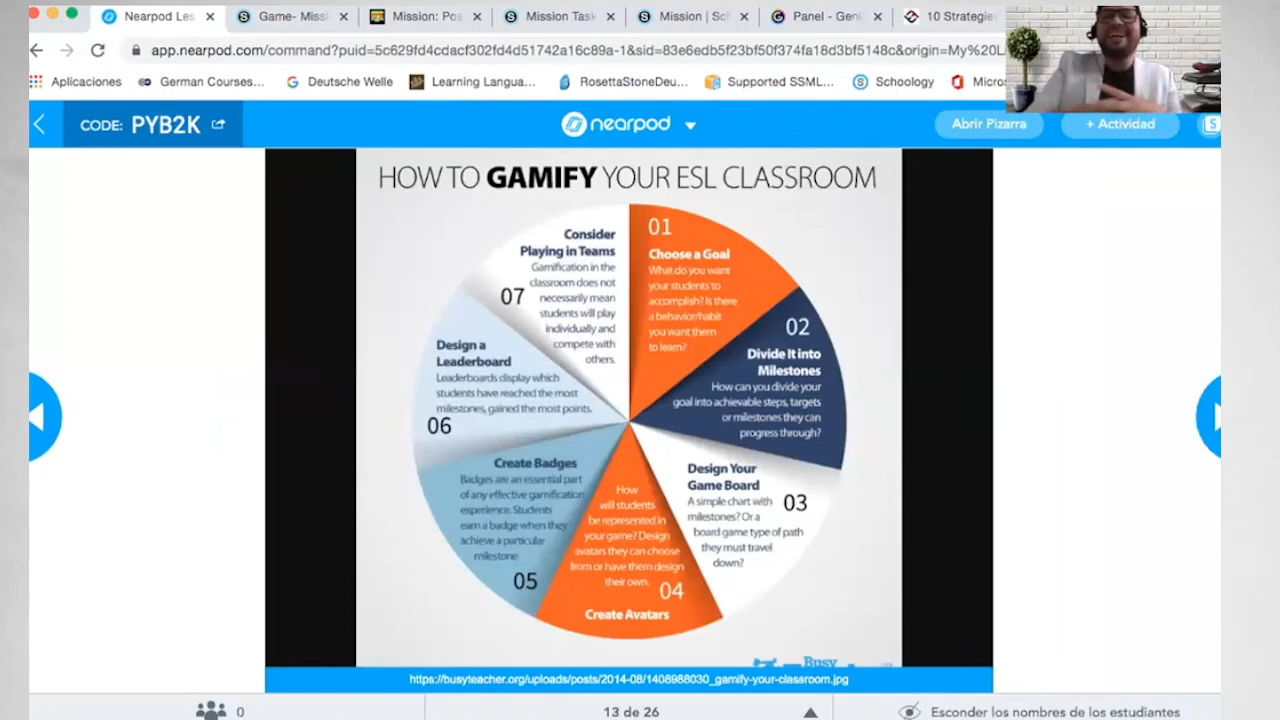 Nearpod Les
Game- Missi
Mission: Pos
Mission Task
Mission | Sch
Panel - Geni
10 Strategies
app.nearpod.com/command?puid=5c629fd4cdacf302fd4d51742a16c89a-1&sid=83e6edb5f23bf50f374fa18d3bf5148c&origin=My%20Li
Aplicaciones
German Courses...
Deutsche Welle
Learning Langua...
RosettaStoneDeu...
Supported SSML...
Schoology
Micros
CODE: PYB2K
nearpod
Abrir Pizarra
+ Actividad
S
HOW TO GAMIFY YOUR ESL CLASSROOM
01
Choose a Goal
What do you want
your students to
accomplish? Is there
a behavior/habit
you want them
to learn?
02
Divide It into
Milestones
How can you divide your
goal into achievable steps, targets
or milestones they can
progress through?
Design Your
Game Board
03
A simple chart with
milestones? Or a
board game type of path
they must travel
down?
How
will students
be represented in
your game? Design
avatars they can choose
from or have them design
their own.
04
Create Avatars
Create Badges
Badges are an essential part
of any effective gamification
experience. Students
earn a badge when they
achieve a particular
milestone
05
Design a
Leaderboard
Leaderboards display which
students have reached the most
milestones, gained the most points.
06
Consider
Playing in Teams
Gamification in the
classroom does not
07
necessarily mean
students will play
individually and
compete with
others.
Busy
https://busyteacher.org/uploads/posts/2014-08/1408988030_gamify-your-classroom.jpg
0
13 de 26
Esconder los nombres de los estudiantes